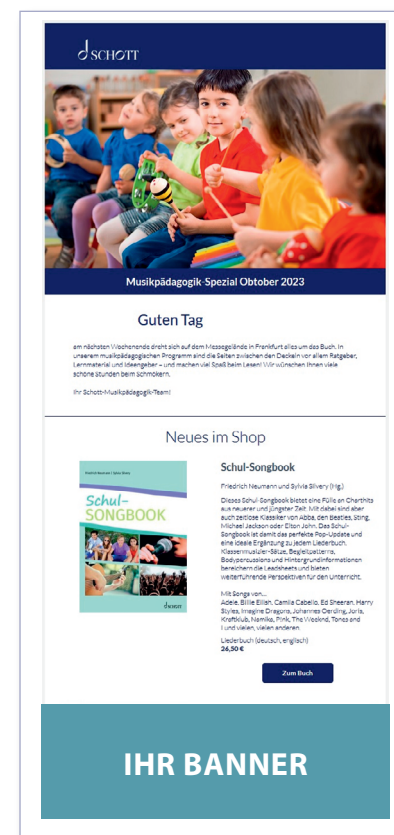 SCHOTT
Musikpädagogik-Spezial Obtober 2023
Guten Tag
am nächsten Wochenende dreht sich auf dem Messegelände in Frankfurt alles um das Buch. In
unserem musikpädagogischen Programm sind die Seiten zwischen den Deckeln vor allem Ratgeber,
Lernmaterial und Ideengeber – und machen viel Spaß beim Lesen! Wir wünschen Ihnen viele
schöne Stunden beim Schmökern.
Ihr Schott-Musikpädagogik-Team!
Neues im Shop
Friedrich Neumann / Sylvia Silvery
Schul-
SONGBOOK
SCHOTT
Schul-Songbook
Friedrich Neumann und Sylvia Silvery (Hg.)
Dieses Schul-Songbook bietet eine Fülle an Charthits
aus neuerer und jüngster Zeit. Mit dabei sind aber
auch zeitlose Klassiker von Abba, den Beatles, Sting,
Michael Jackson oder Elton John. Das Schul-
Songbook ist damit das perfekte Pop-Update und
eine ideale Ergänzung zu jedem Liederbuch.
Klassenmusizier-Sätze, Begleitpatterns,
Bodypercussions und Hintergrundinformationen
bereichern die Leadsheets und bieten
weiterführende Perspektiven für den Unterricht.
Mit Songs von...
Adele, Billie Eilish, Camila Cabello, Ed Sheeran, Harry
Styles, Imagine Dragons, Johannes Oerding, Joris,
Kraftklub, Namika, P!nk, The Weeknd, Tones and
I und vielen, vielen anderen.
Liederbuch (deutsch, englisch)
26,50 €
Zum Buch
IHR BANNER